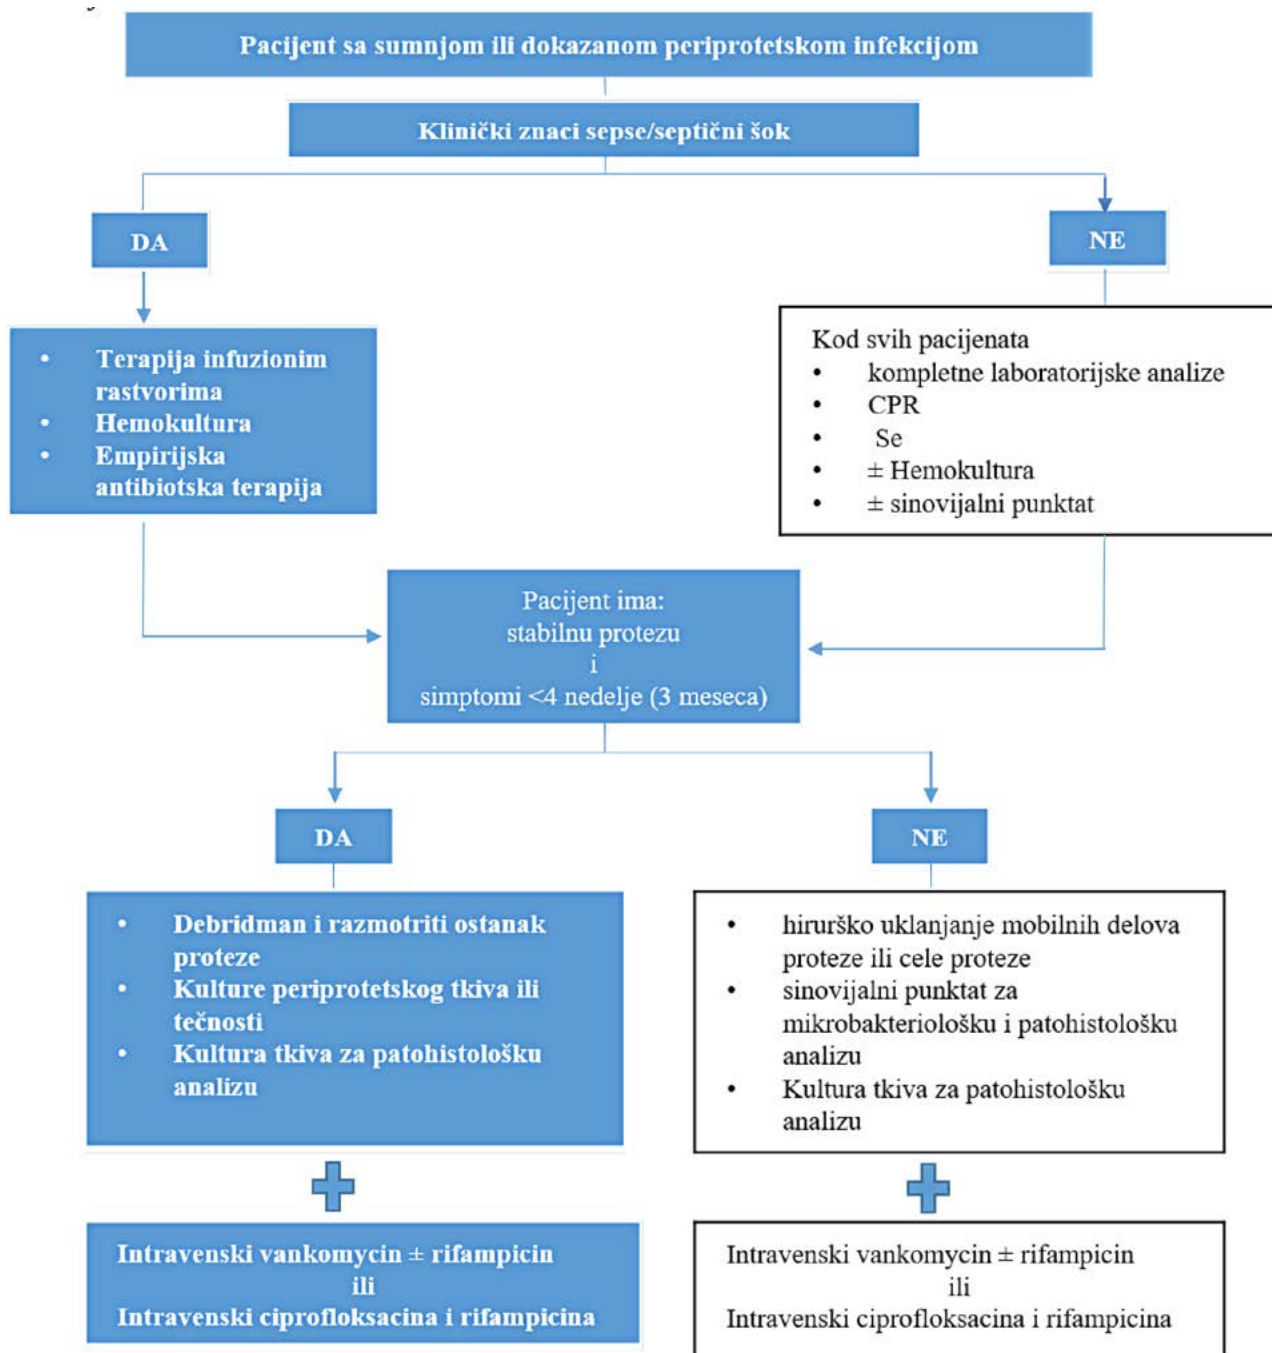 Pacijent sa sumnjom ili dokazanom periprotetskom infekcijom
Klinički znaci sepse/septični šok
DA
NE
• Terapija infuzionim
rastvorima
• Hemokultura
• Empirijska
antibiotska terapija
Kod svih pacijenata
• kompletne laboratorijske analize
• CPR
• Se
• ± Hemokultura
• ± sinovijalni punktat
Pacijent ima:
stabilnu protezu
i
simptomi <4 nedelje (3 meseca)
DA
NE
• Debridman i razmotriti ostanak
proteze
• Kulture periprotetskog tkiva ili
tečnosti
• Kultura tkiva za patohistološku
analizu
• hirurško uklanjanje mobilnih delova
proteze ili cele proteze
• sinovijalni punktat za
mikrobakteriološku i patohistološku
analizu
• Kultura tkiva za patohistološku
analizu
Intravenski vankomycin ± rifampicin
ili
Intravenski ciprofloksacina i rifampicina
Intravenski vankomycin ± rifampicin
ili
Intravenski ciprofloksacina i rifampicina